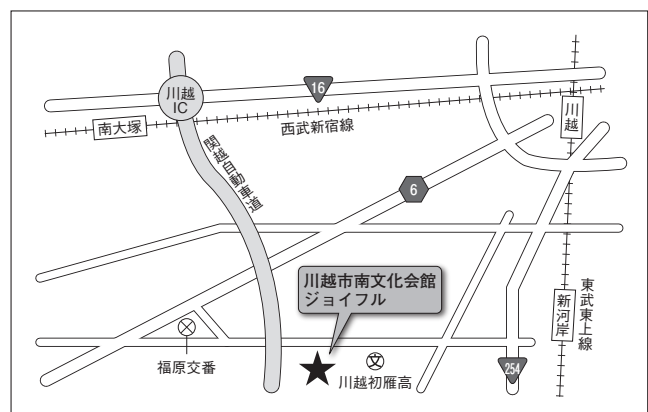 川越
IC
16
川越
南大塚
西武新宿線
関越自動車道
6
川越市南文化会館
ジョイフル
新河岸
東武東上線
福原交番
文
川越初雁高
254